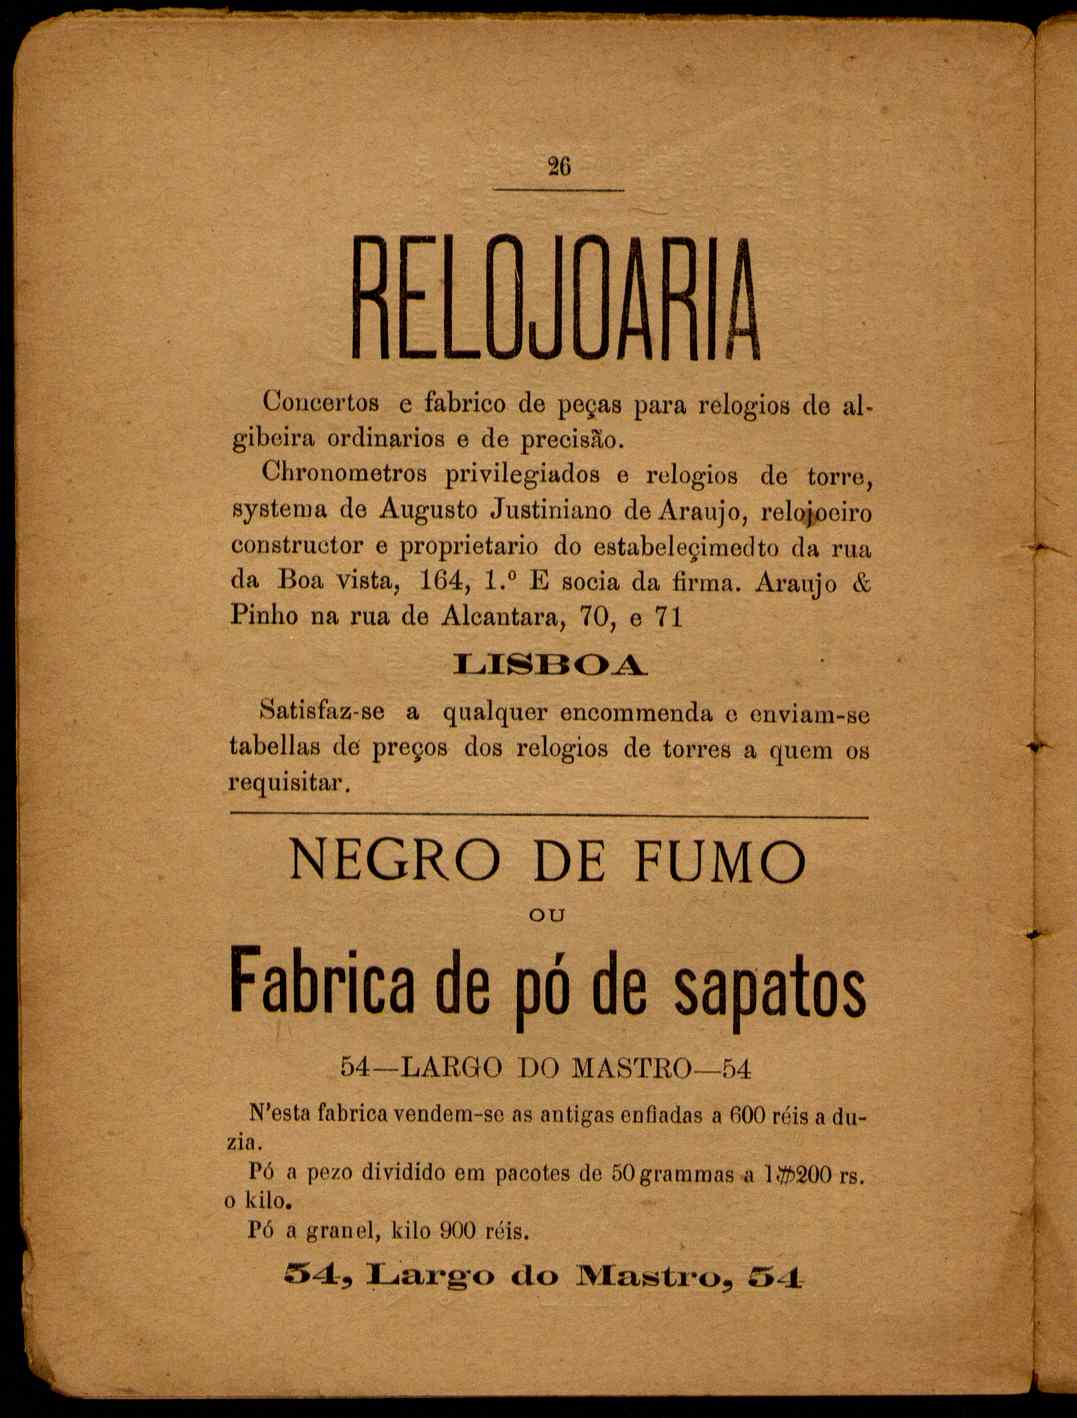 26
RELOJOARIA
Concertos e fabrico de peças para relogios de al-
gibeira ordinarios e de precisão.
Chronometros privilegiados e relogios de torre,
systema de Augusto Justiniano de Araujo, relojoeiro
constructor e proprietario do estabeleçimedto da rua
da Boa vista, 164, 1.º E socia da firma. Araujo &
Pinho na rua de Alcantara, 70, e 71
LISBOA
Satisfaz-se a qualquer encommenda e enviam-se
tabellas de preços dos relogios de torres a quem os
requisitar.
NEGRO DE FUMO
OU
Fabrica de pó de sapatos
54—LARGO DO MASTRO—54
N'esta fabrica vendem-se as antigas enfiadas a 600 réis a du-
zia.
Pó a pezo dividido em pacotes de 50 grammas a 1$200 rs.
o kilo.
Pó a granel, kilo 900 réis.
54, Largo do Mastro, 54